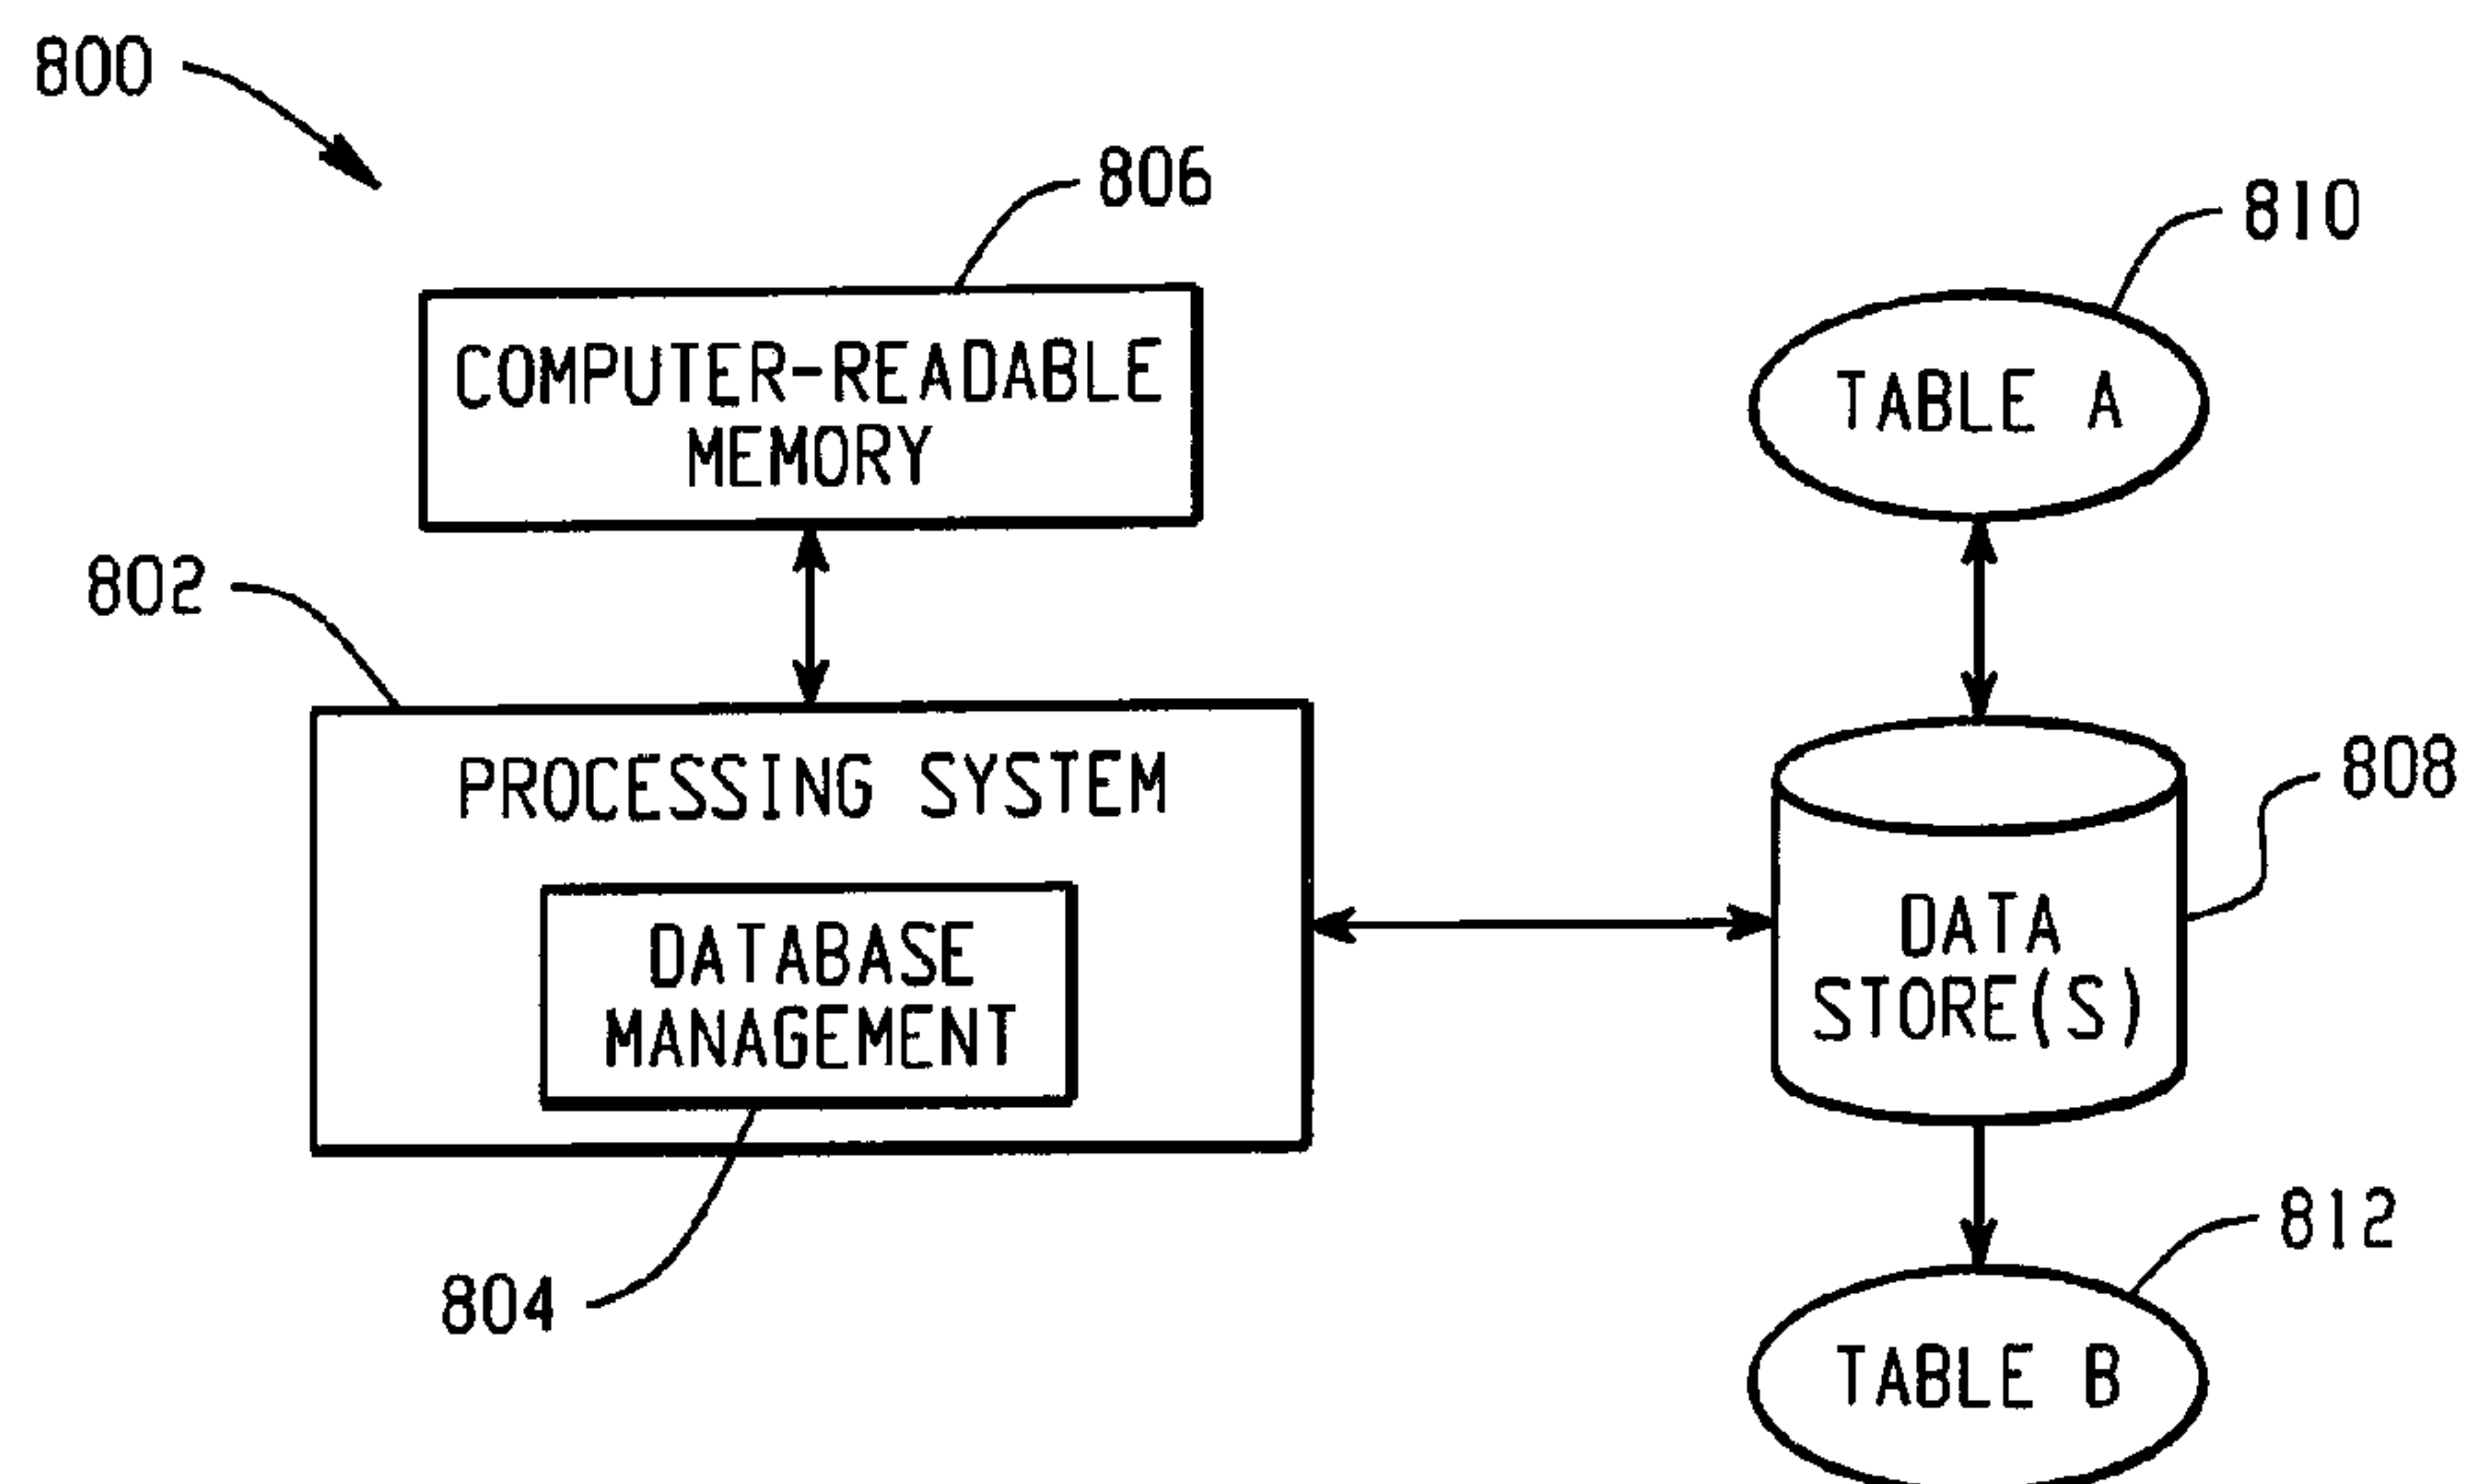 800
806
810
COMPUTER-READABLE
MEMORY
TABLE A
802
PROCESSING SYSTEM
808
DATABASE
MANAGEMENT
DATA
STORE(S)
812
804
TABLE B